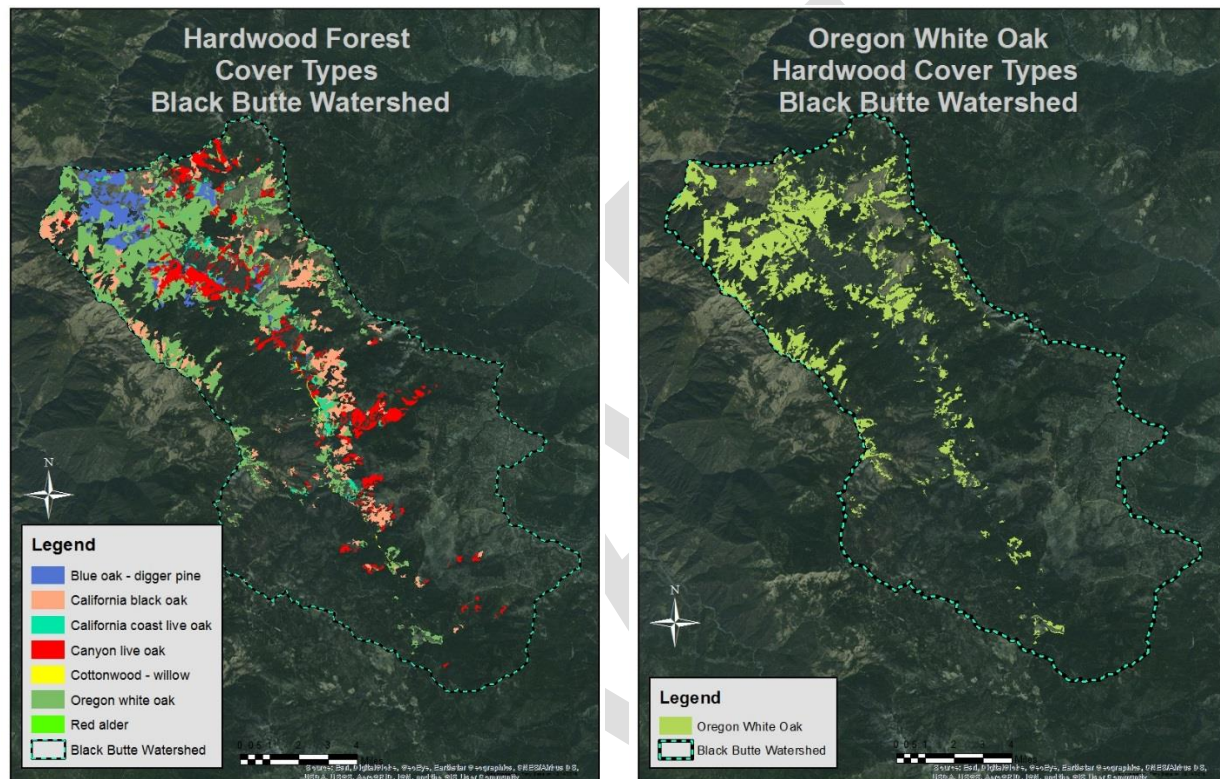 Hardwood Forest
Cover Types
Black Butte Watershed
N
Legend
Blue oak - digger pine
California black oak
California coast live oak
Canyon live oak
Cottonwood - willow
Oregon white oak
Red alder
Black Butte Watershed
Oregon White Oak
Hardwood Cover Types
Black Butte Watershed
N
Legend
Oregon White Oak
Black Butte Watershed